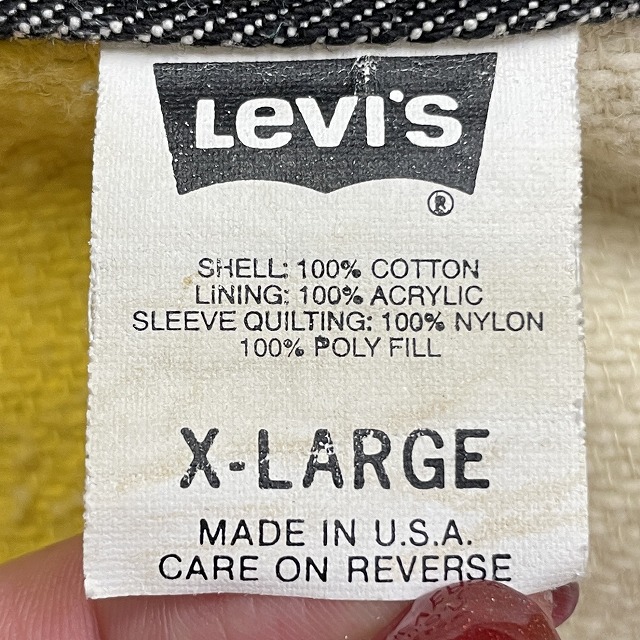 Levi's
®
SHELL: 100% COTTON
LINING: 100% ACRYLIC
SLEEVE QUILTING: 100% NYLON
100% POLY FILL
X-LARGE
MADE IN U.S.A.
CARE ON REVERSE